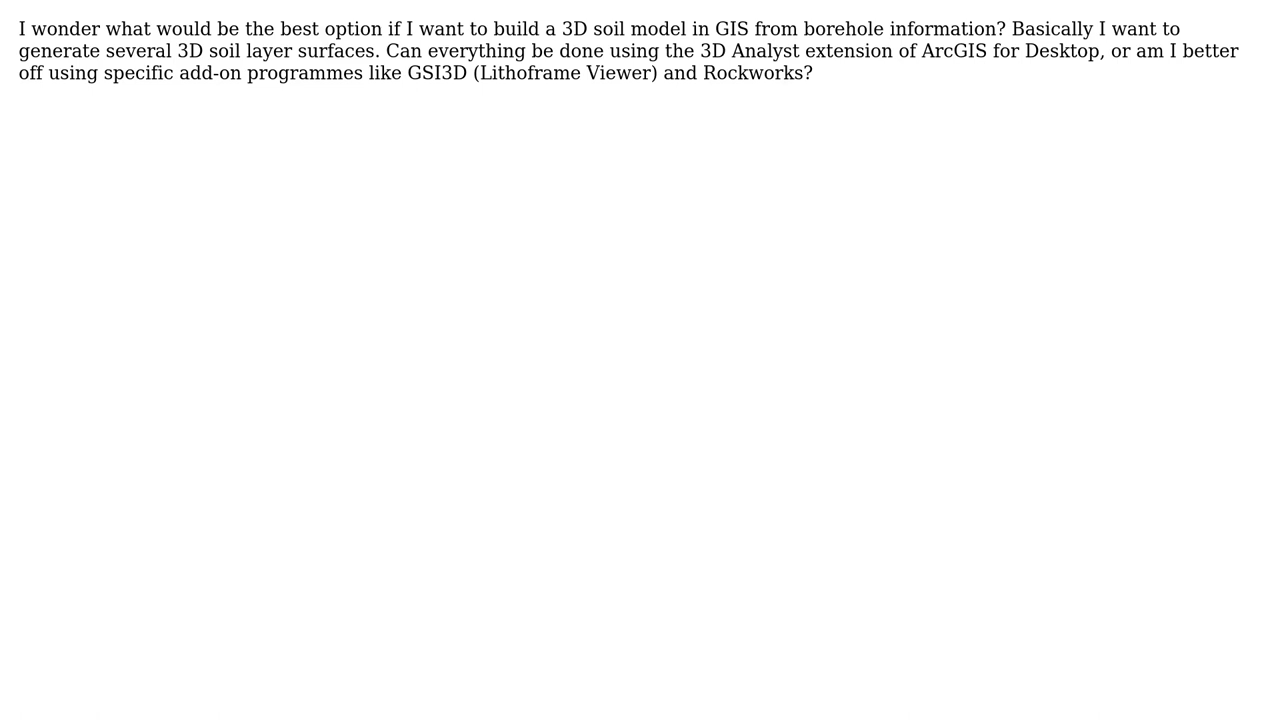 I wonder what would be the best option if I want to build a 3D soil model in GIS from borehole information? Basically I want to
generate several 3D soil layer surfaces. Can everything be done using the 3D Analyst extension of ArcGIS for Desktop, or am I better
off using specific add-on programmes like GSI3D (Lithoframe Viewer) and Rockworks?